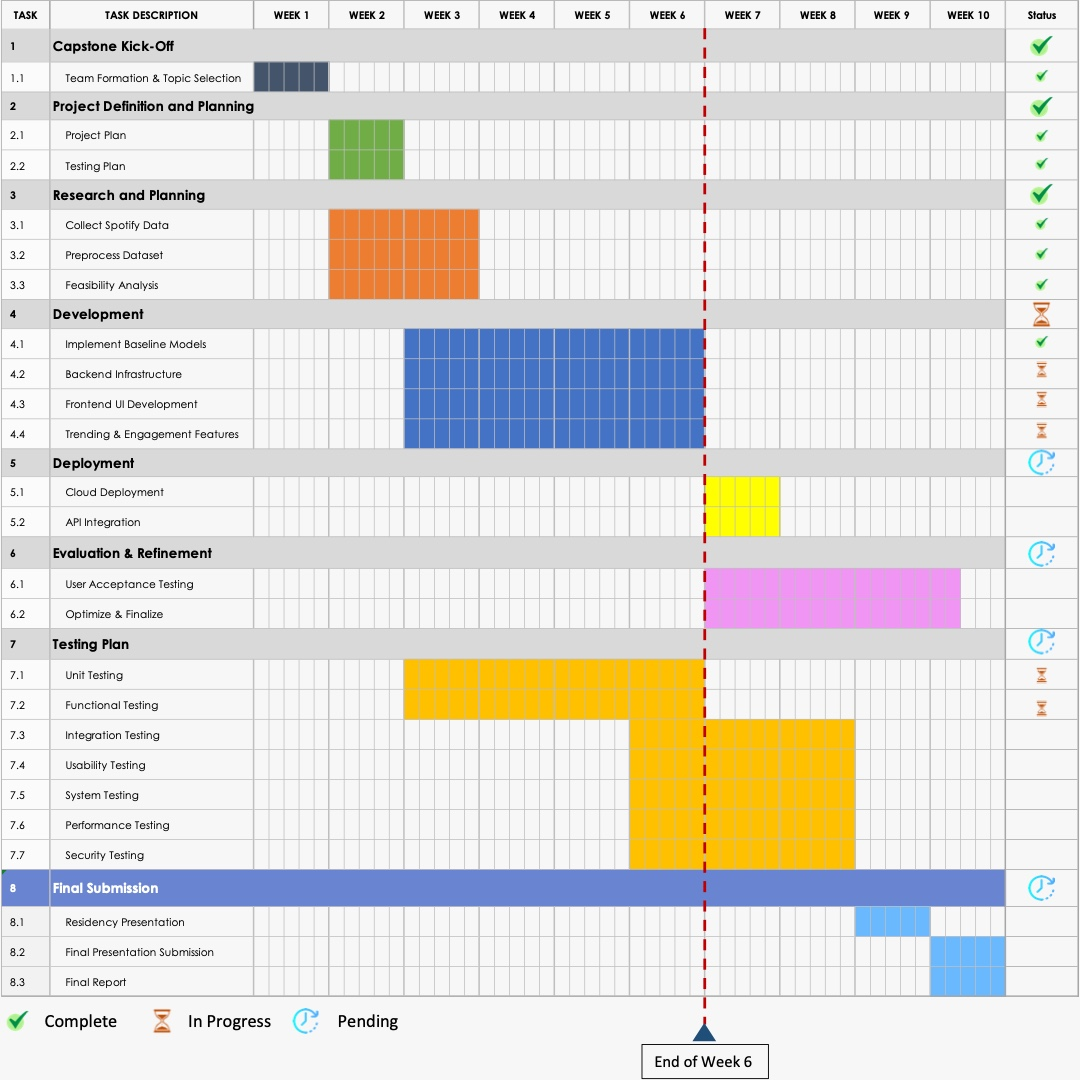 TASK TASK DESCRIPTION WEEK 1 WEEK 2 WEEK 3 WEEK 4 WEEK 5 WEEK 6 WEEK 7 WEEK 8 WEEK 9 WEEK 10 Status
1 Capstone Kick-Off
1.1 Team Formation & Topic Selection
2 Project Definition and Planning
2.1 Project Plan
2.2 Testing Plan
3 Research and Planning
3.1 Collect Spotify Data
3.2 Preprocess Dataset
3.3 Feasibility Analysis
4 Development
4.1 Implement Baseline Models
4.2 Backend Infrastructure
4.3 Frontend UI Development
4.4 Trending & Engagement Features
5 Deployment
5.1 Cloud Deployment
5.2 API Integration
6 Evaluation & Refinement
6.1 User Acceptance Testing
6.2 Optimize & Finalize
7 Testing Plan
7.1 Unit Testing
7.2 Functional Testing
7.3 Integration Testing
7.4 Usability Testing
7.5 System Testing
7.6 Performance Testing
7.7 Security Testing
8 Final Submission
8.1 Residency Presentation
8.2 Final Presentation Submission
8.3 Final Report
Complete In Progress Pending
End of Week 6